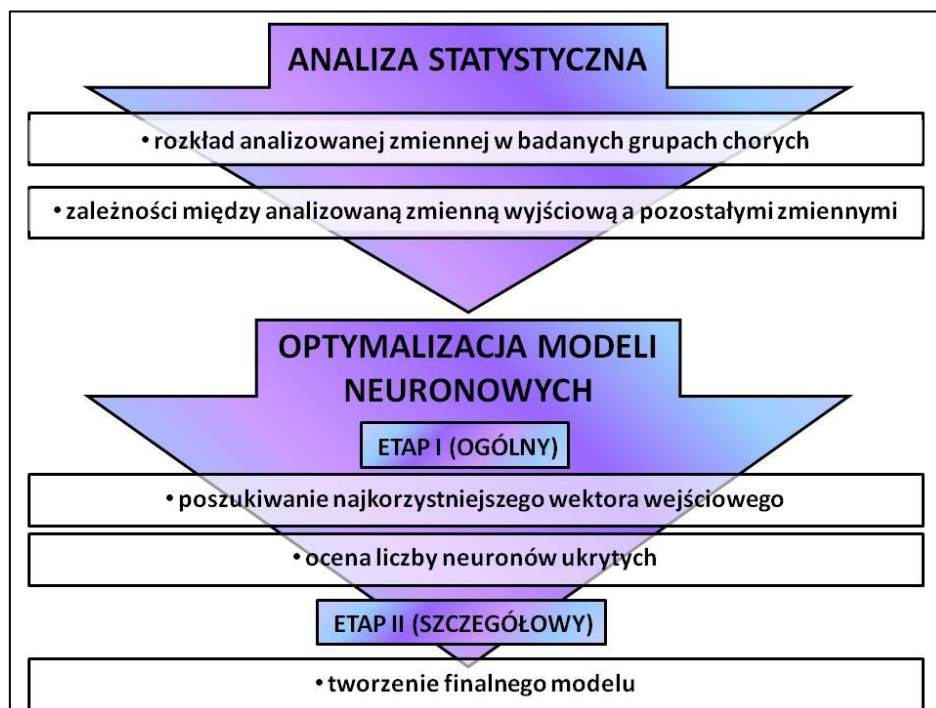 ANALIZA STATYSTYCZNA
• rozkład analizowanej zmiennej w badanych grupach chorych
• zależności między analizowaną zmienną wyjściową a pozostałymi zmiennymi
OPTYMALIZACJA MODELI
NEURONOWYCH
ETAP I (OGÓLNY)
• poszukiwanie najkorzystniejszego wektora wejściowego
• ocena liczby neuronów ukrytych
ETAP II (SZCZEGÓŁOWY)
• tworzenie finalnego modelu